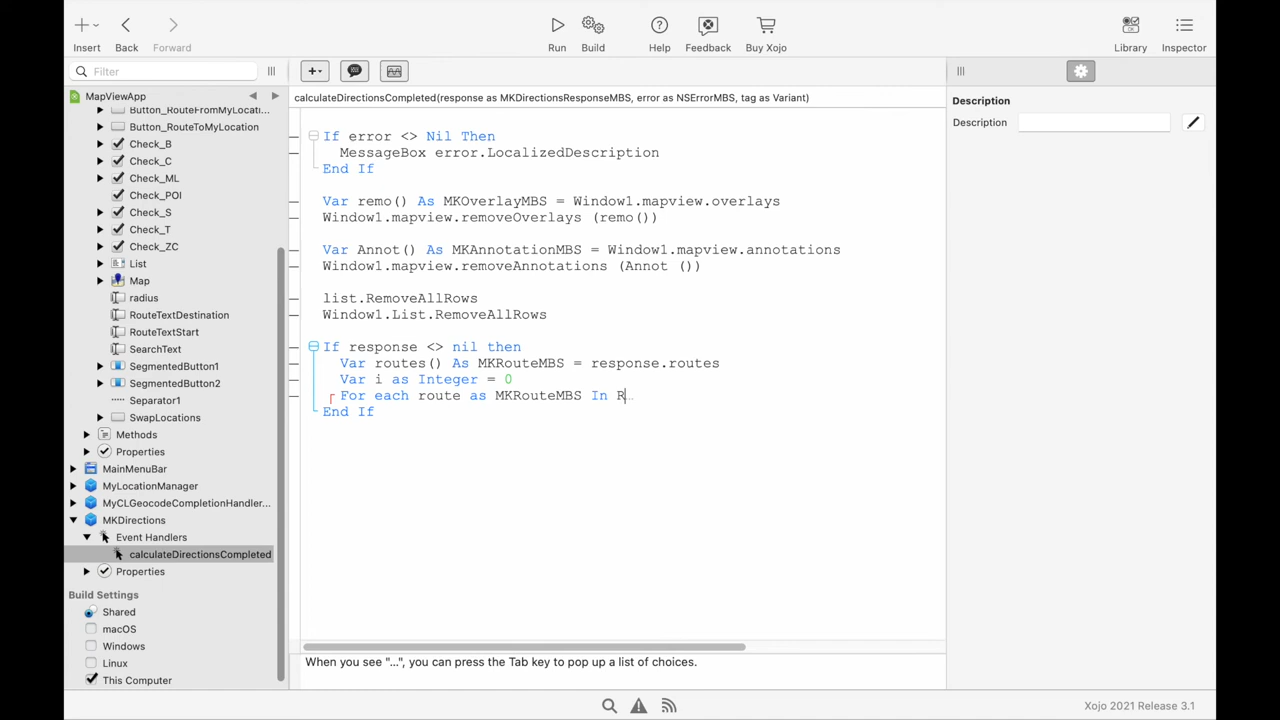 Insert
Back
Forward
Run
Build
Help
Feedback
Buy Xojo
Library
Inspector
Filter
MapViewApp
Button_RouteFromMyLocati...
Button_RouteToMyLocation
Check_B
Check_C
Check_ML
Check_POI
Check_S
Check_T
Check_ZC
List
Map
radius
RouteTextDestination
RouteTextStart
SearchText
SegmentedButton1
SegmentedButton2
Separator1
SwapLocations
Methods
Properties
MainMenuBar
MyLocationManager
MyCLGeocodeCompletionHandler...
MKDirections
Event Handlers
calculateDirectionsCompleted
Properties
Build Settings
Shared
macOS
Windows
Linux
This Computer
calculateDirectionsCompleted(response as MKDirectionsResponseMBS, error as NSErrorMBS, tag as Variant)
If error <> Nil Then
MessageBox error.LocalizedDescription
End If
Var remo() As MKOverlayMBS = Window1.mapview.overlays
Window1.mapview.removeOverlays (remo())
Var Annot() As MKAnnotationMBS = Window1.mapview.annotations
Window1.mapview.removeAnnotations (Annot ())
list.RemoveAllRows
Window1.List.RemoveAllRows
If response <> nil then
Var routes() As MKRouteMBS = response.routes
Var i as Integer = 0
For each route as MKRouteMBS In R...
End If
When you see "...", you can press the Tab key to pop up a list of choices.
Description
Description
Xojo 2021 Release 3.1